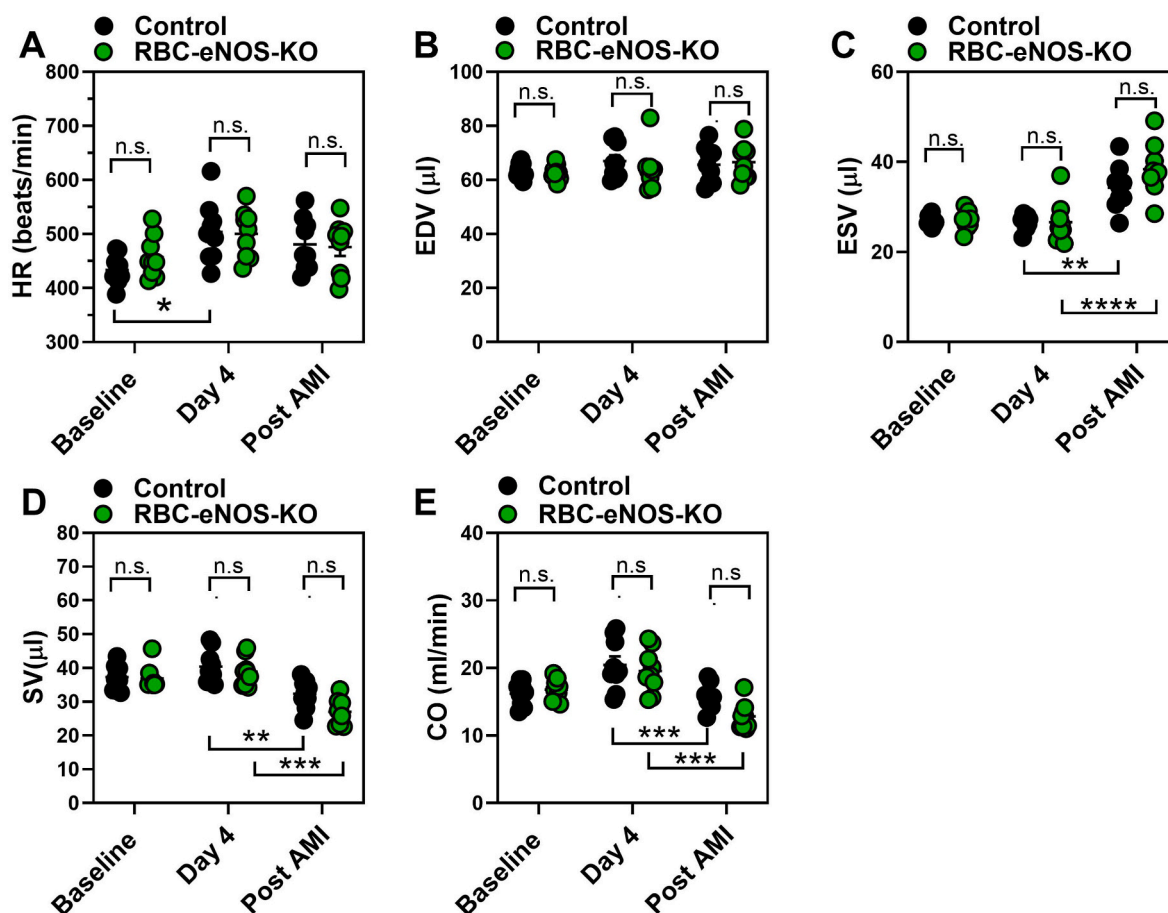 A
Control
RBC-eNOS-KO
HR (beats/min)
800
700
600
500
400
300
n.s.
n.s.
n.s.
*
Baseline
Day 4
Post AMI
B
Control
RBC-eNOS-KO
EDV (µl)
100
80
60
40
20
0
n.s.
n.s.
n.s
Baseline
Day 4
Post AMI
C
Control
RBC-eNOS-KO
ESV (µl)
60
40
20
0
n.s.
n.s.
n.s.
**
****
Baseline
Day 4
Post AMI
D
Control
RBC-eNOS-KO
SV(µl)
80
70
60
50
40
30
20
10
0
n.s.
n.s.
n.s
**
***
Baseline
Day 4
Post AMI
E
Control
RBC-eNOS-KO
CO (ml/min)
40
30
20
10
0
n.s.
n.s
n.s
***
***
Baseline
Day 4
Post AMI